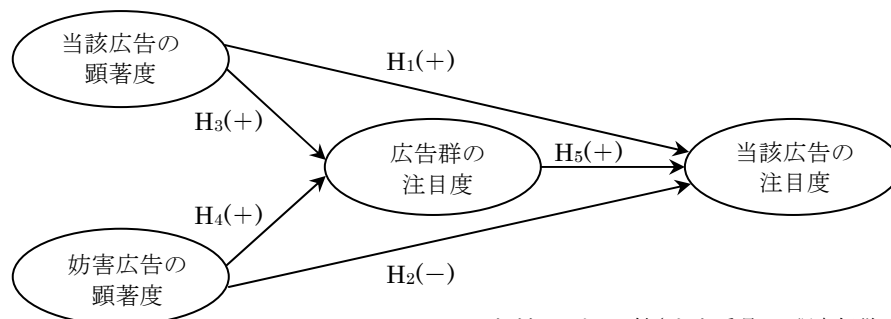 当該広告の
顕著度
H₁(+)
H₃(+)
広告群の
注目度
H₅(+)
当該広告の
注目度
H₄(+)
妨害広告の
顕著度
H₂(−)